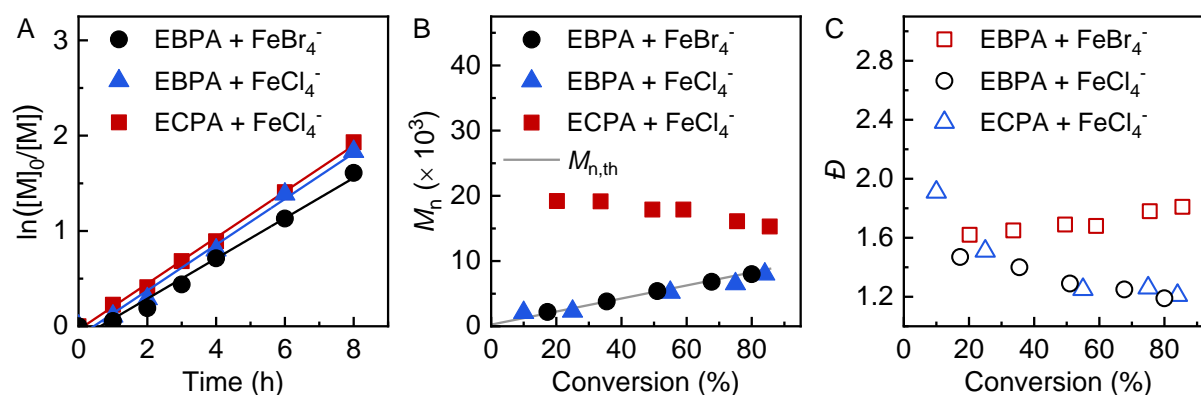 A
EBPA + FeBr₄⁻
EBPA + FeCl₄⁻
ECPA + FeCl₄⁻
3
2
1
0
ln([M]₀/[M])
0 2 4 6 8
Time (h)
B
EBPA + FeBr₄⁻
EBPA + FeCl₄⁻
ECPA + FeCl₄⁻
Mₙ,ₜₕ
40
30
20
10
0
Mₙ (× 10³)
0 20 40 60 80
Conversion (%)
C
EBPA + FeBr₄⁻
EBPA + FeCl₄⁻
ECPA + FeCl₄⁻
2.8
2.4
2.0
1.6
1.2
Đ
0 20 40 60 80
Conversion (%)